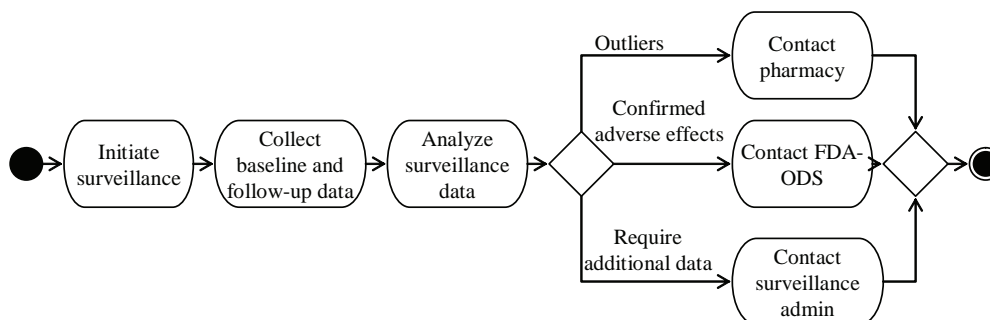 Initiate
surveillance
Collect
baseline and
follow-up data
Analyze
surveillance
data
Outliers
Contact
pharmacy
Confirmed
adverse effects
Contact FDA-
ODS
Require
additional data
Contact
surveillance
admin